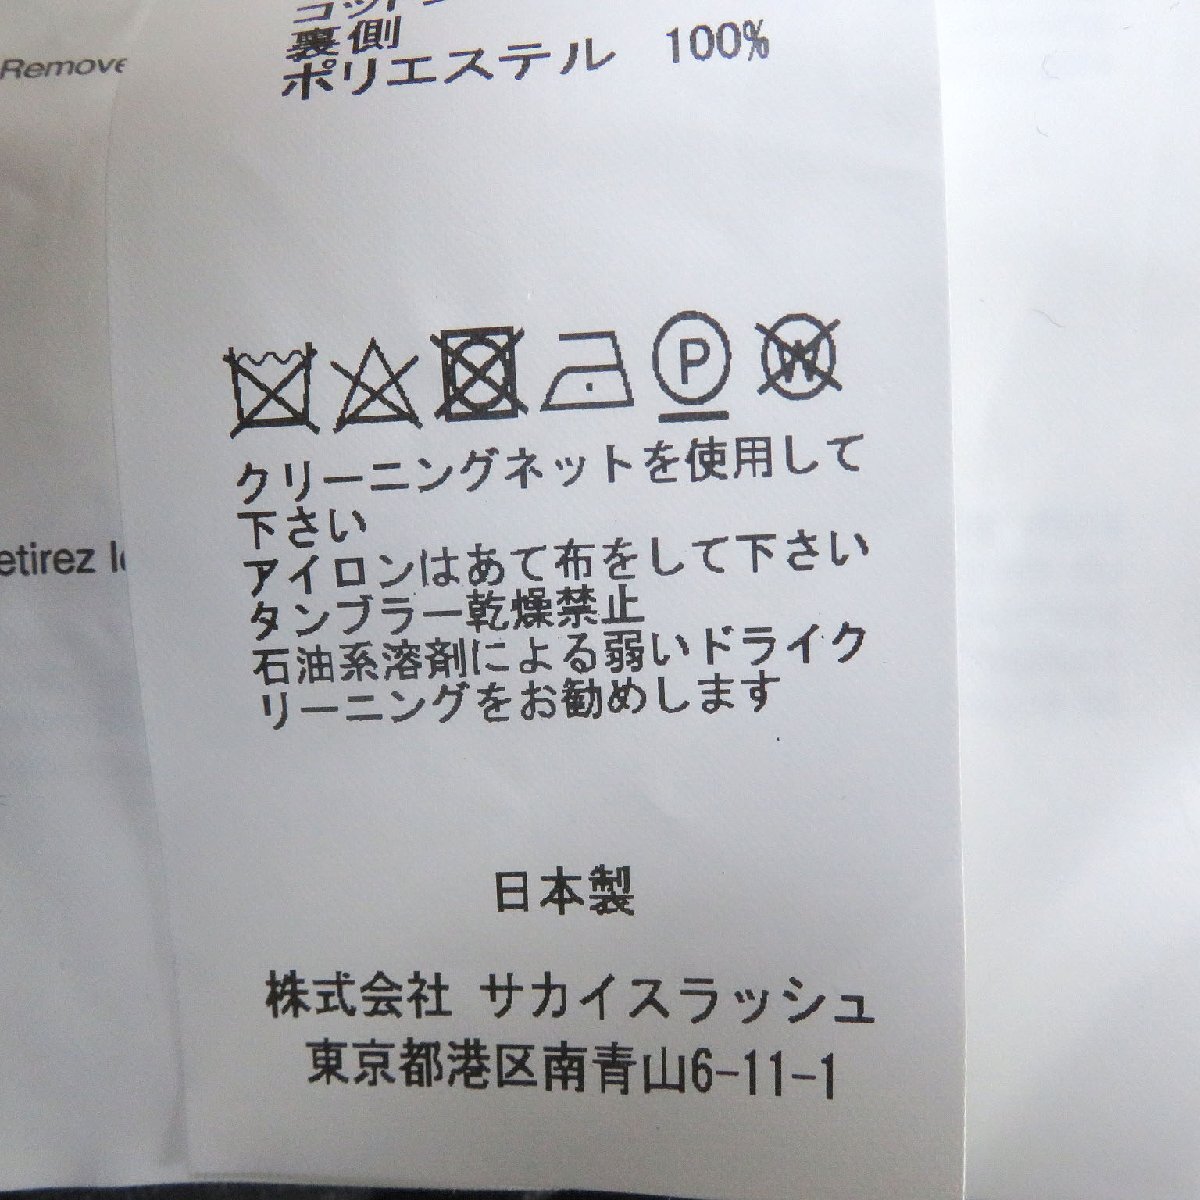 Remove
裏側
ポリエステル 100%
P
W
クリーニングネットを使用して
下さい
etirez
アイロンはあて布をして下さい
タンブラー乾燥禁止
石油系溶剤による弱いドライク
リーニングをお勧めします
日本製
株式会社 サカイスラッシュ
東京都港区南青山6-11-1